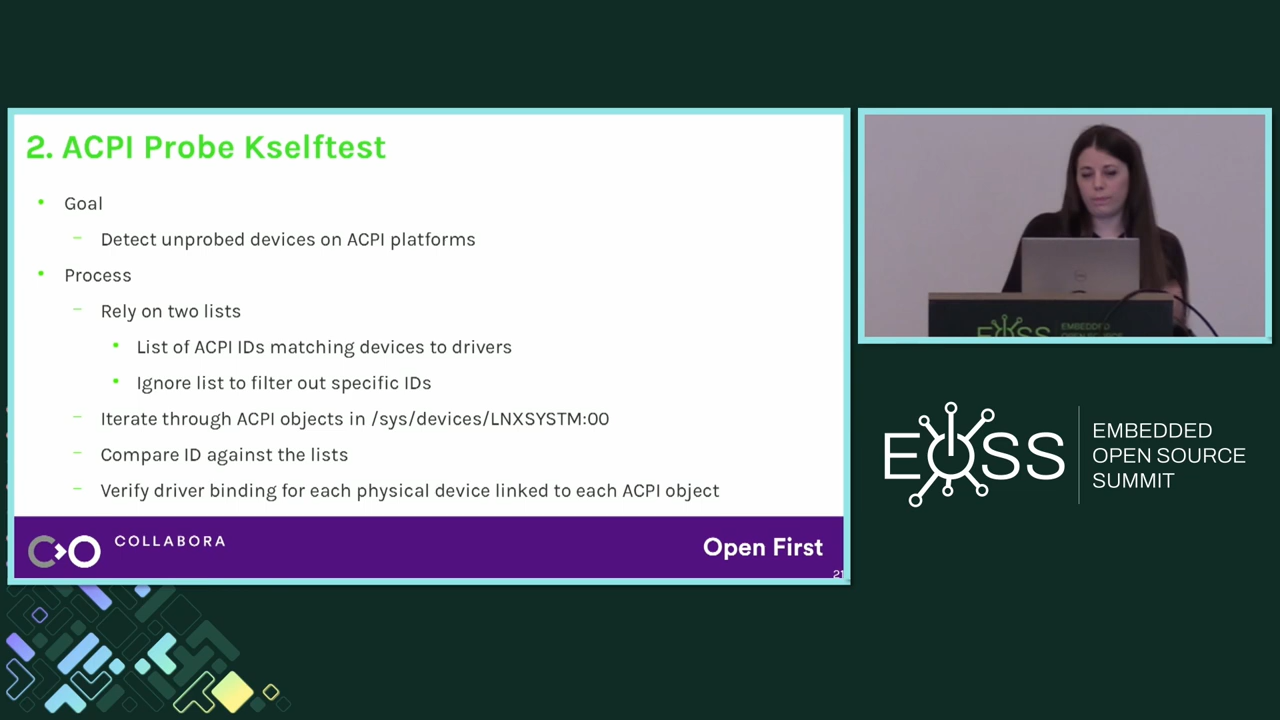 2. ACPI Probe Kselftest
Goal
Detect unprobed devices on ACPI platforms
Process
Rely on two lists
List of ACPI IDs matching devices to drivers
Ignore list to filter out specific IDs
Iterate through ACPI objects in /sys/devices/LNXSYSTM:00
Compare ID against the lists
Verify driver binding for each physical device linked to each ACPI object
COLLABORA
Open First
21
EOSS
EMBEDDED
EOSS
EMBEDDED
OPEN SOURCE
SUMMIT